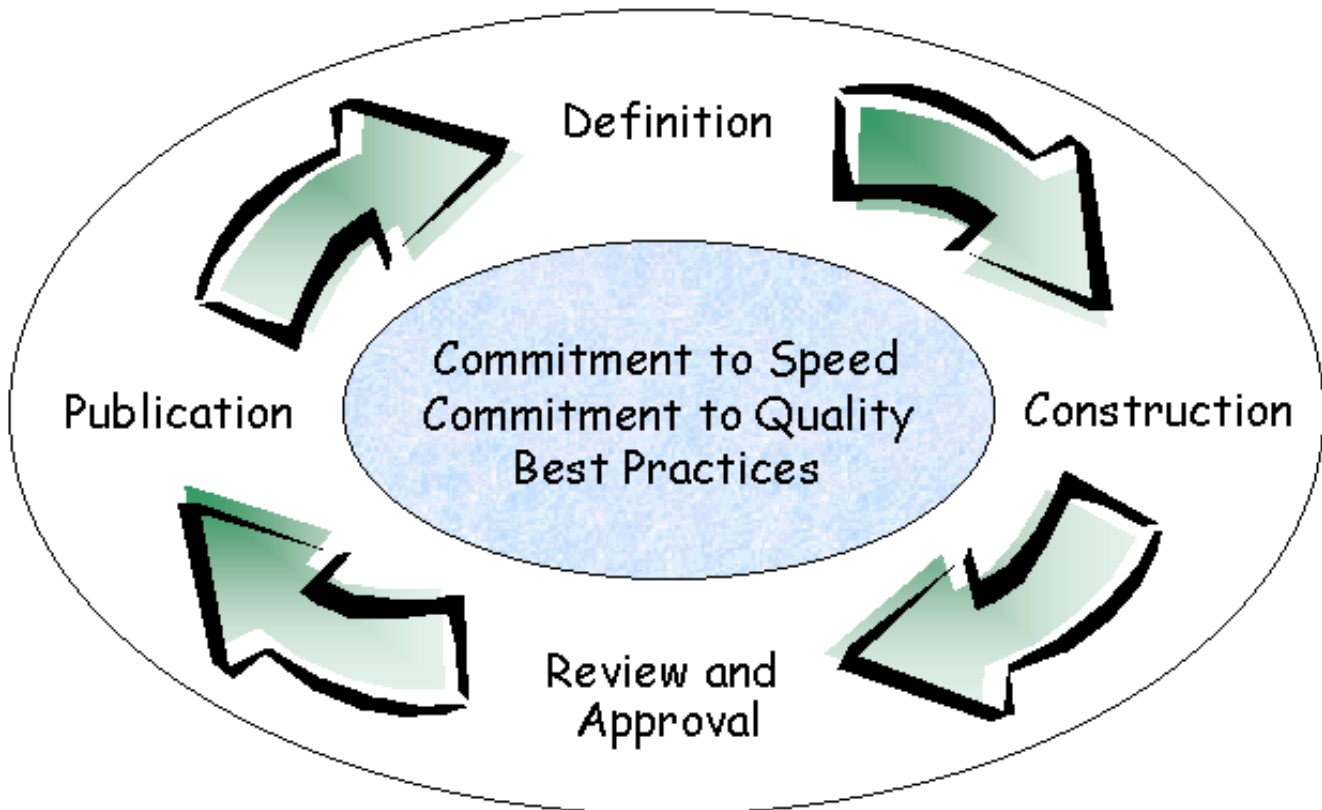 Definition
Commitment to Speed
Commitment to Quality
Best Practices
Publication
Construction
Review and
Approval